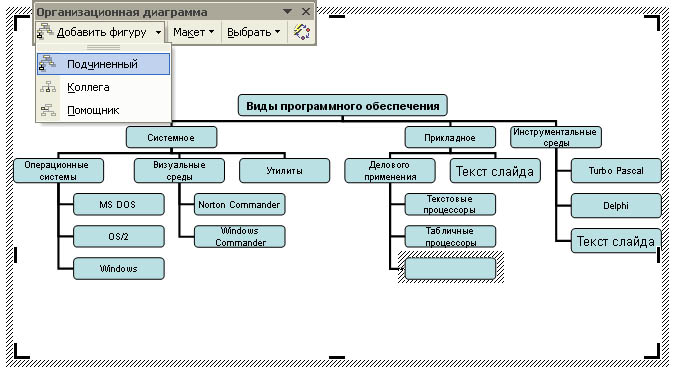 Организационная диаграмма
Добавить фигуру Макет Выбрать
Подчиненный
Коллега
Помощник
Виды программного обеспечения
Системное
Прикладное
Инструментальные
среды
Операционные
системы
Визуальные
среды
Утилиты
Делового
применения
Текст слайда
Turbo Pascal
MS DOS
Norton Commander
Текстовые
процессоры
Delphi
OS/2
Windows
Commander
Табличные
процессоры
Текст слайда
Windows